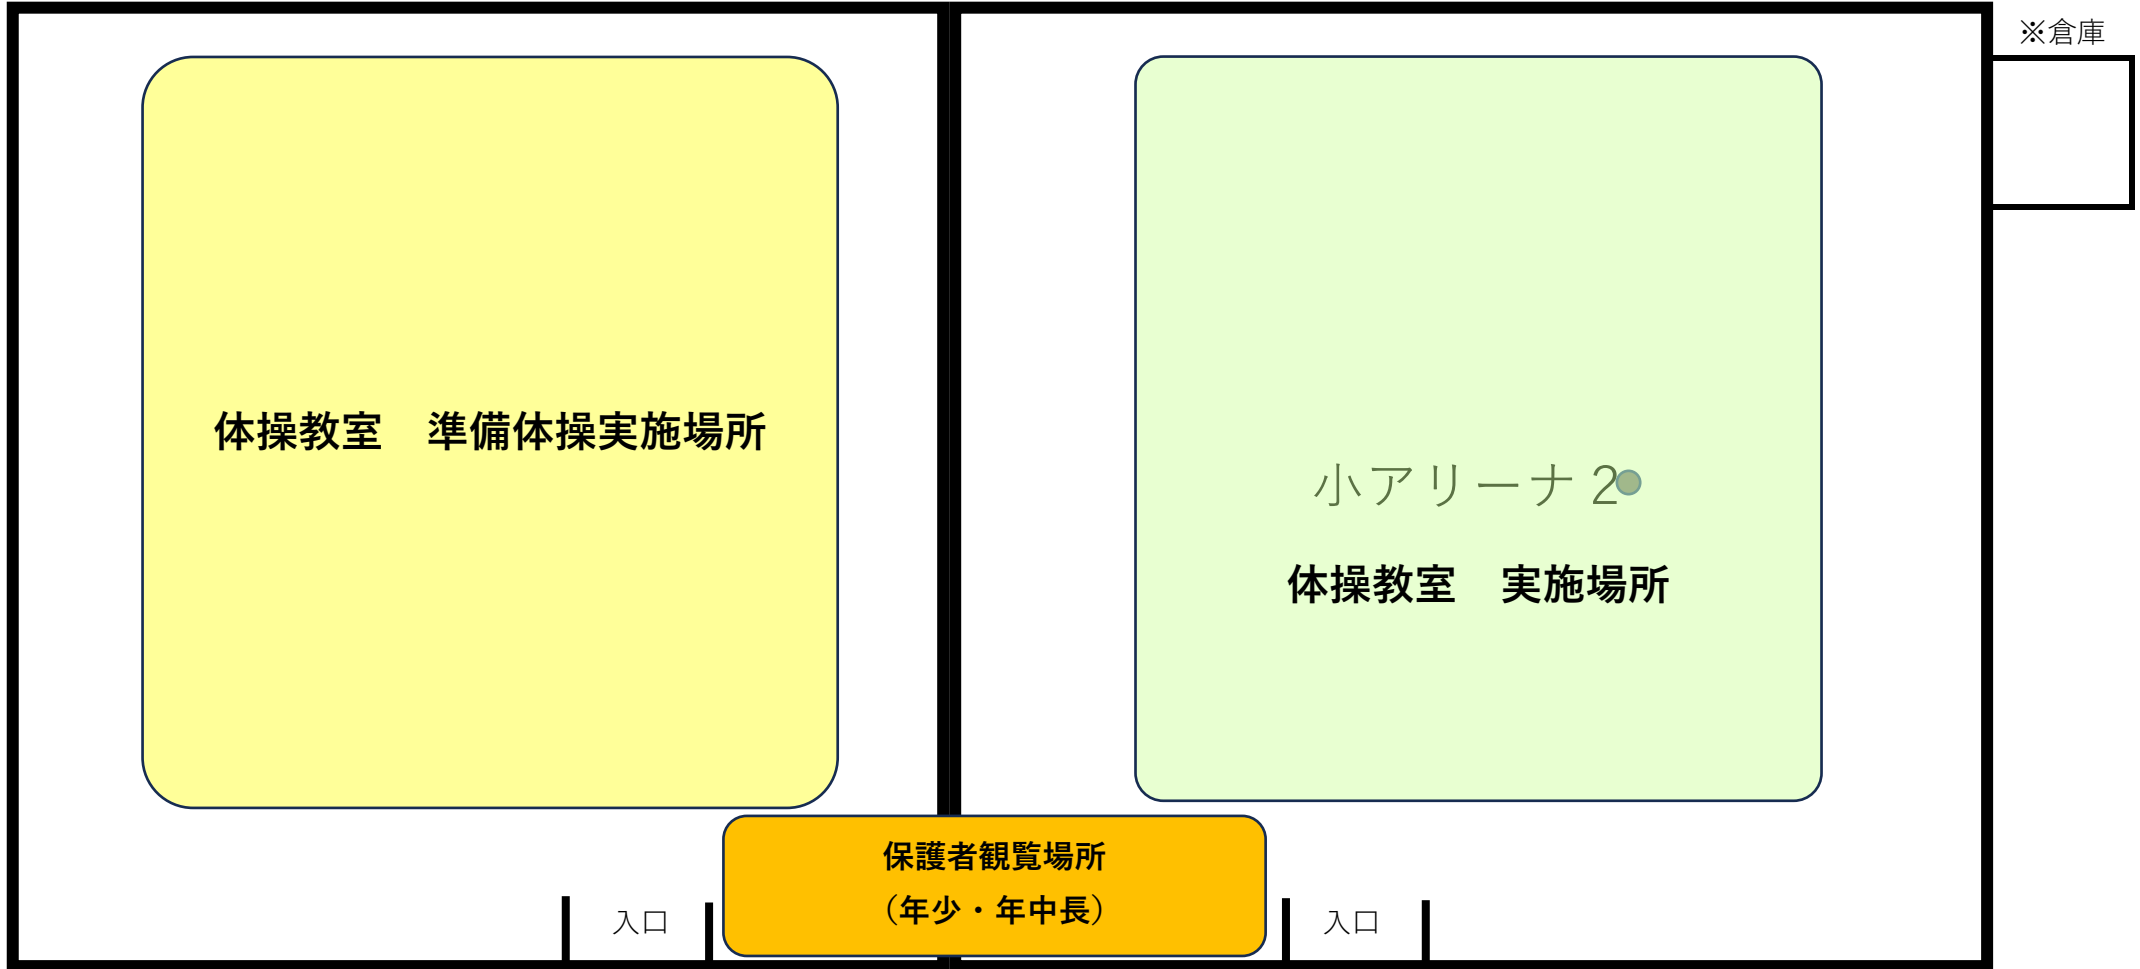 ※倉庫
体操教室　準備体操実施場所
小アリーナ２
体操教室　実施場所
保護者観覧場所
（年少・年中長）
入口
入口